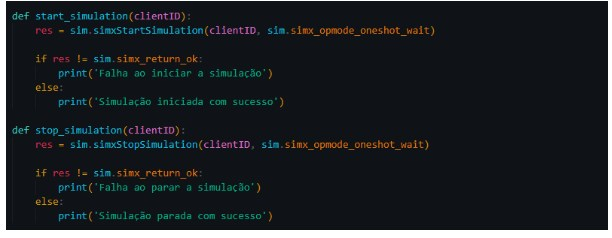 def start_simulation(clientID):
    res = sim.simxStartSimulation(clientID, sim.simx_opmode_oneshot_wait)
    if res != sim.simx_return_ok:
        print('Falha ao iniciar a simulação')
    else:
        print('Simulação iniciada com sucesso')
def stop_simulation(clientID):
    res = sim.simxStopSimulation(clientID, sim.simx_opmode_oneshot_wait)
    if res != sim.simx_return_ok:
        print('Falha ao parar a simulação')
    else:
        print('Simulação parada com sucesso')